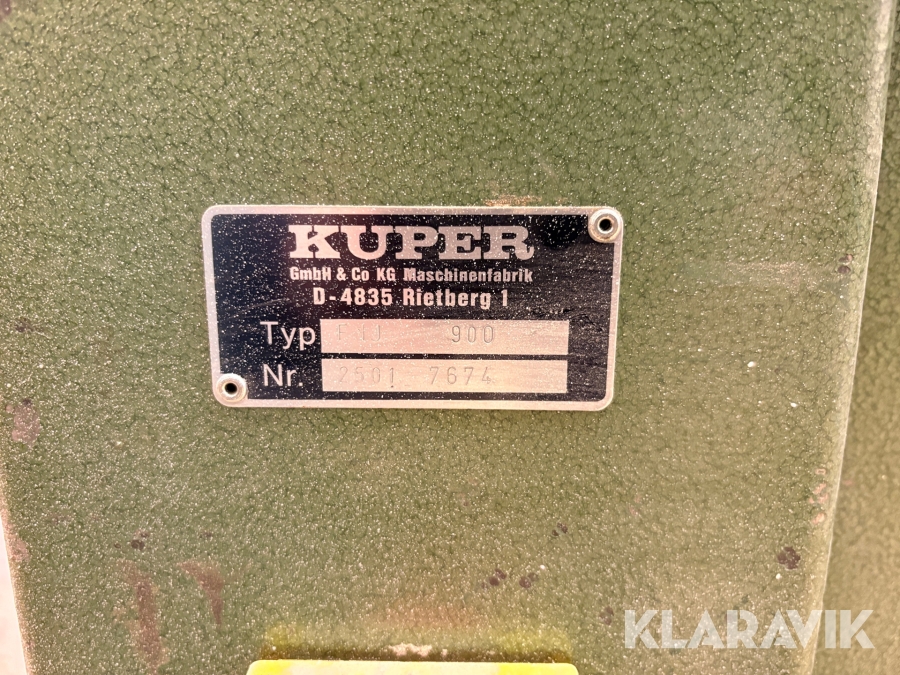 KUPER
GmbH & Co KG Maschinenfabrik
D-4835 Rietberg 1
Typ 900
Nr. 2501 7674
KLARAVIK